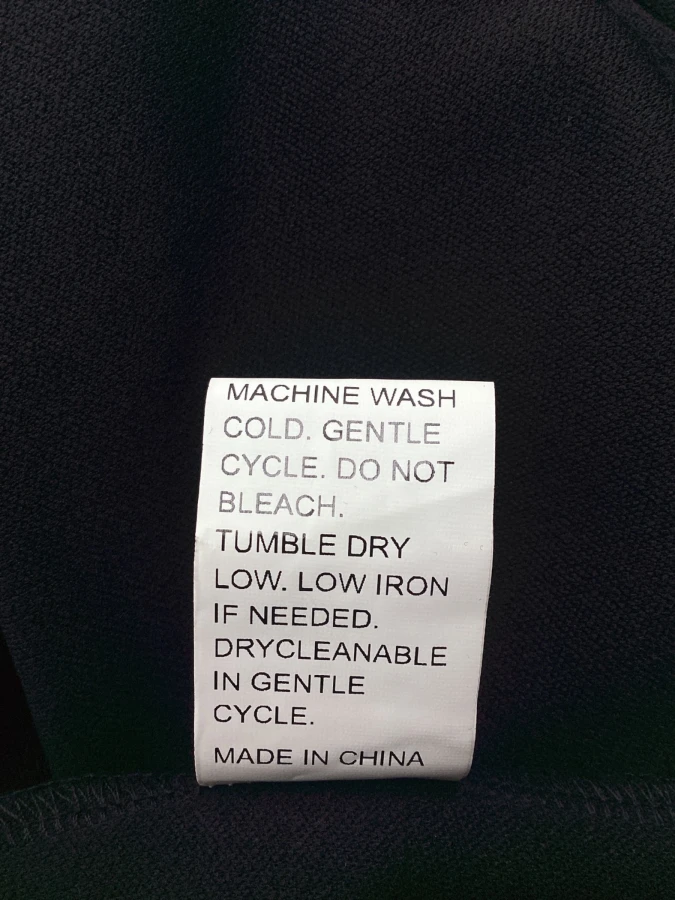 MACHINE WASH
COLD. GENTLE
CYCLE. DO NOT
BLEACH.
TUMBLE DRY
LOW. LOW IRON
IF NEEDED.
DRYCLEANABLE
IN GENTLE
CYCLE.
MADE IN CHINA